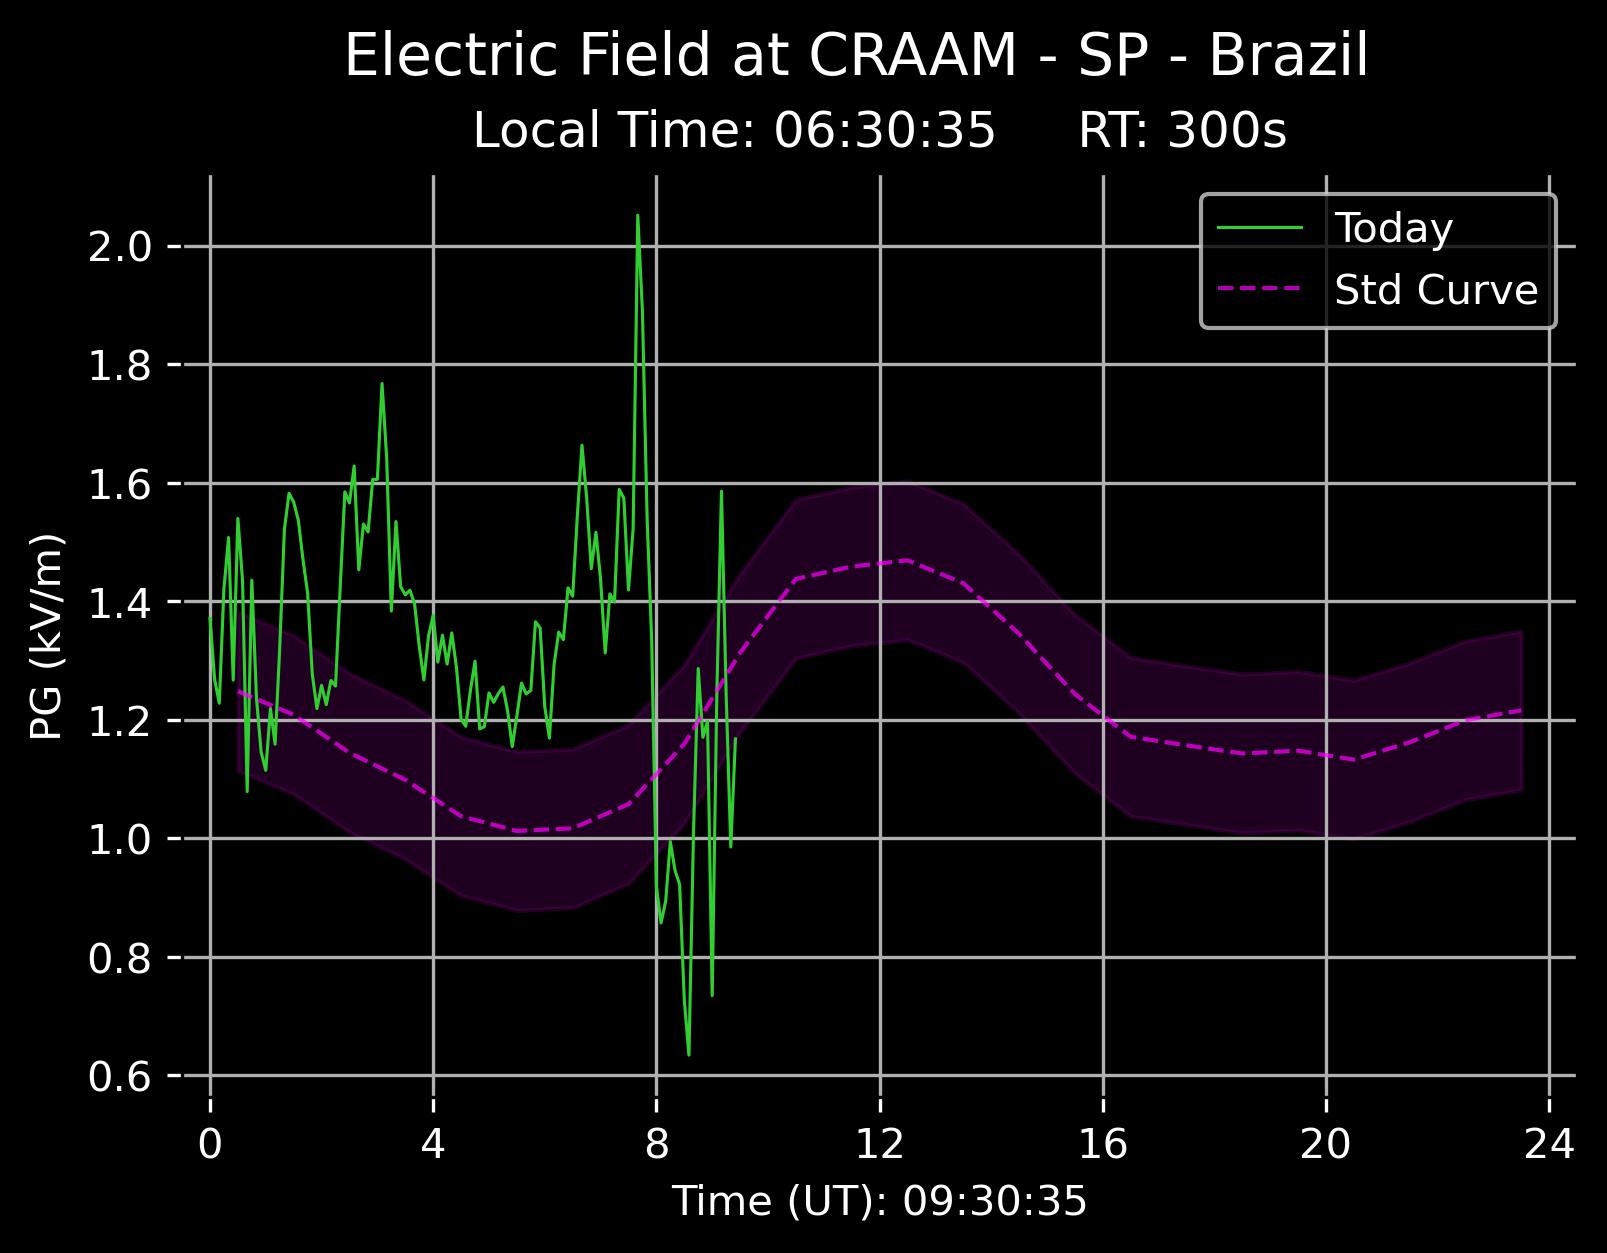 Electric Field at CRAAM - SP - Brazil
Local Time: 06:30:35 RT: 300s
Today
Std Curve
PG (kV/m)
2.0
1.8
1.6
1.4
1.2
1.0
0.8
0.6
0 4 8 12 16 20 24
Time (UT): 09:30:35